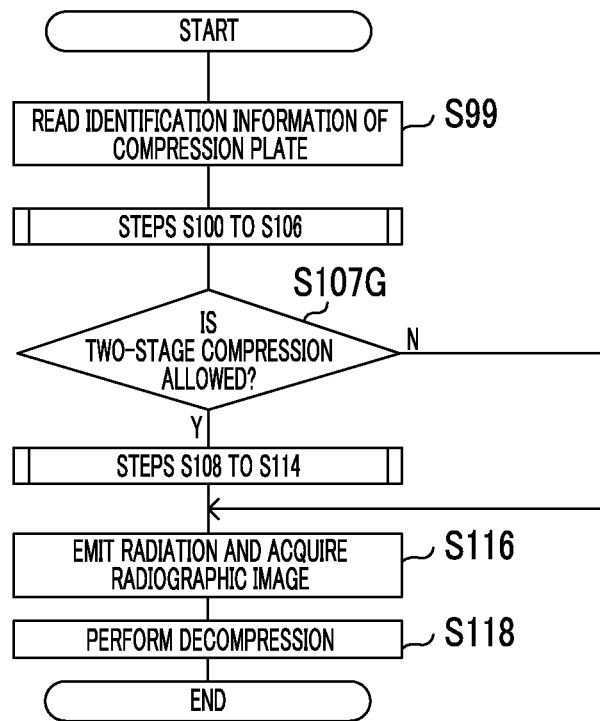 START
READ IDENTIFICATION INFORMATION OF
COMPRESSION PLATE
S99
STEPS S100 TO S106
S107G
IS
TWO-STAGE COMPRESSION
ALLOWED?
N
Y
STEPS S108 TO S114
EMIT RADIATION AND ACQUIRE
RADIOGRAPHIC IMAGE
S116
PERFORM DECOMPRESSION
S118
END